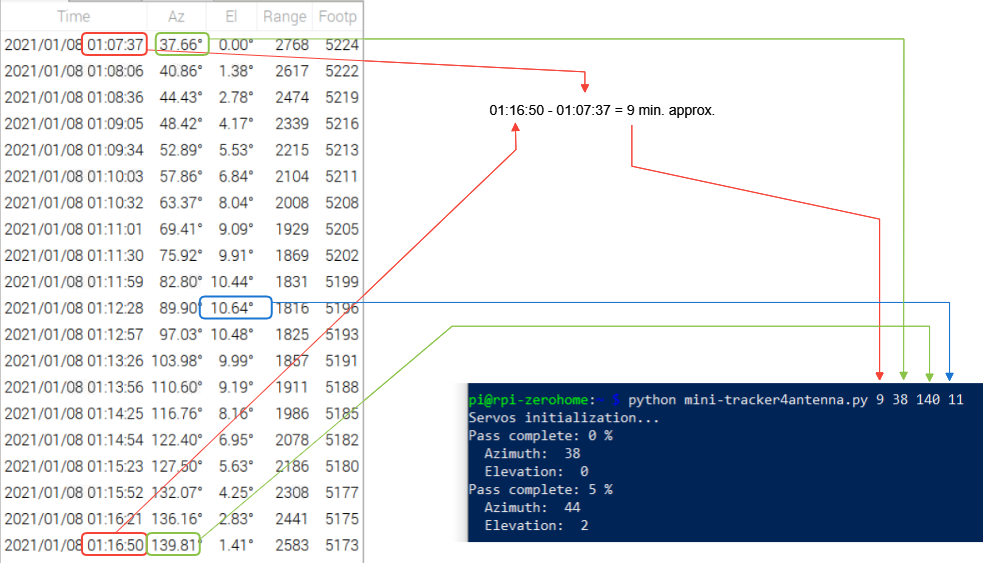 Time Az El Range Footp
2021/01/08 01:07:37 37.66° 0.00° 2768 5224
2021/01/08 01:08:06 40.86° 1.38° 2617 5222
2021/01/08 01:08:36 44.43° 2.78° 2474 5219
2021/01/08 01:09:05 48.42° 4.17° 2339 5216
2021/01/08 01:09:34 52.89° 5.53° 2215 5213
2021/01/08 01:10:03 57.86° 6.84° 2104 5211
2021/01/08 01:10:32 63.37° 8.04° 2008 5208
2021/01/08 01:11:01 69.41° 9.09° 1929 5205
2021/01/08 01:11:30 75.92° 9.91° 1869 5202
2021/01/08 01:11:59 82.80° 10.44° 1831 5199
2021/01/08 01:12:28 89.90° 10.64° 1816 5196
2021/01/08 01:12:57 97.03° 10.48° 1825 5193
2021/01/08 01:13:26 103.98° 9.99° 1857 5191
2021/01/08 01:13:56 110.60° 9.19° 1911 5188
2021/01/08 01:14:25 116.76° 8.16° 1986 5185
2021/01/08 01:14:54 122.40° 6.95° 2078 5182
2021/01/08 01:15:23 127.50° 5.63° 2186 5180
2021/01/08 01:15:52 132.07° 4.25° 2308 5177
2021/01/08 01:16:21 136.16° 2.83° 2441 5175
2021/01/08 01:16:50 139.81° 1.41° 2583 5173
01:16:50 - 01:07:37 = 9 min. approx.
pi@rpi-zerohome:~ $ python mini-tracker4antenna.py 9 38 140 11
Servos initialization...
Pass complete: 0 %
Azimuth: 38
Elevation: 0
Pass complete: 5 %
Azimuth: 44
Elevation: 2